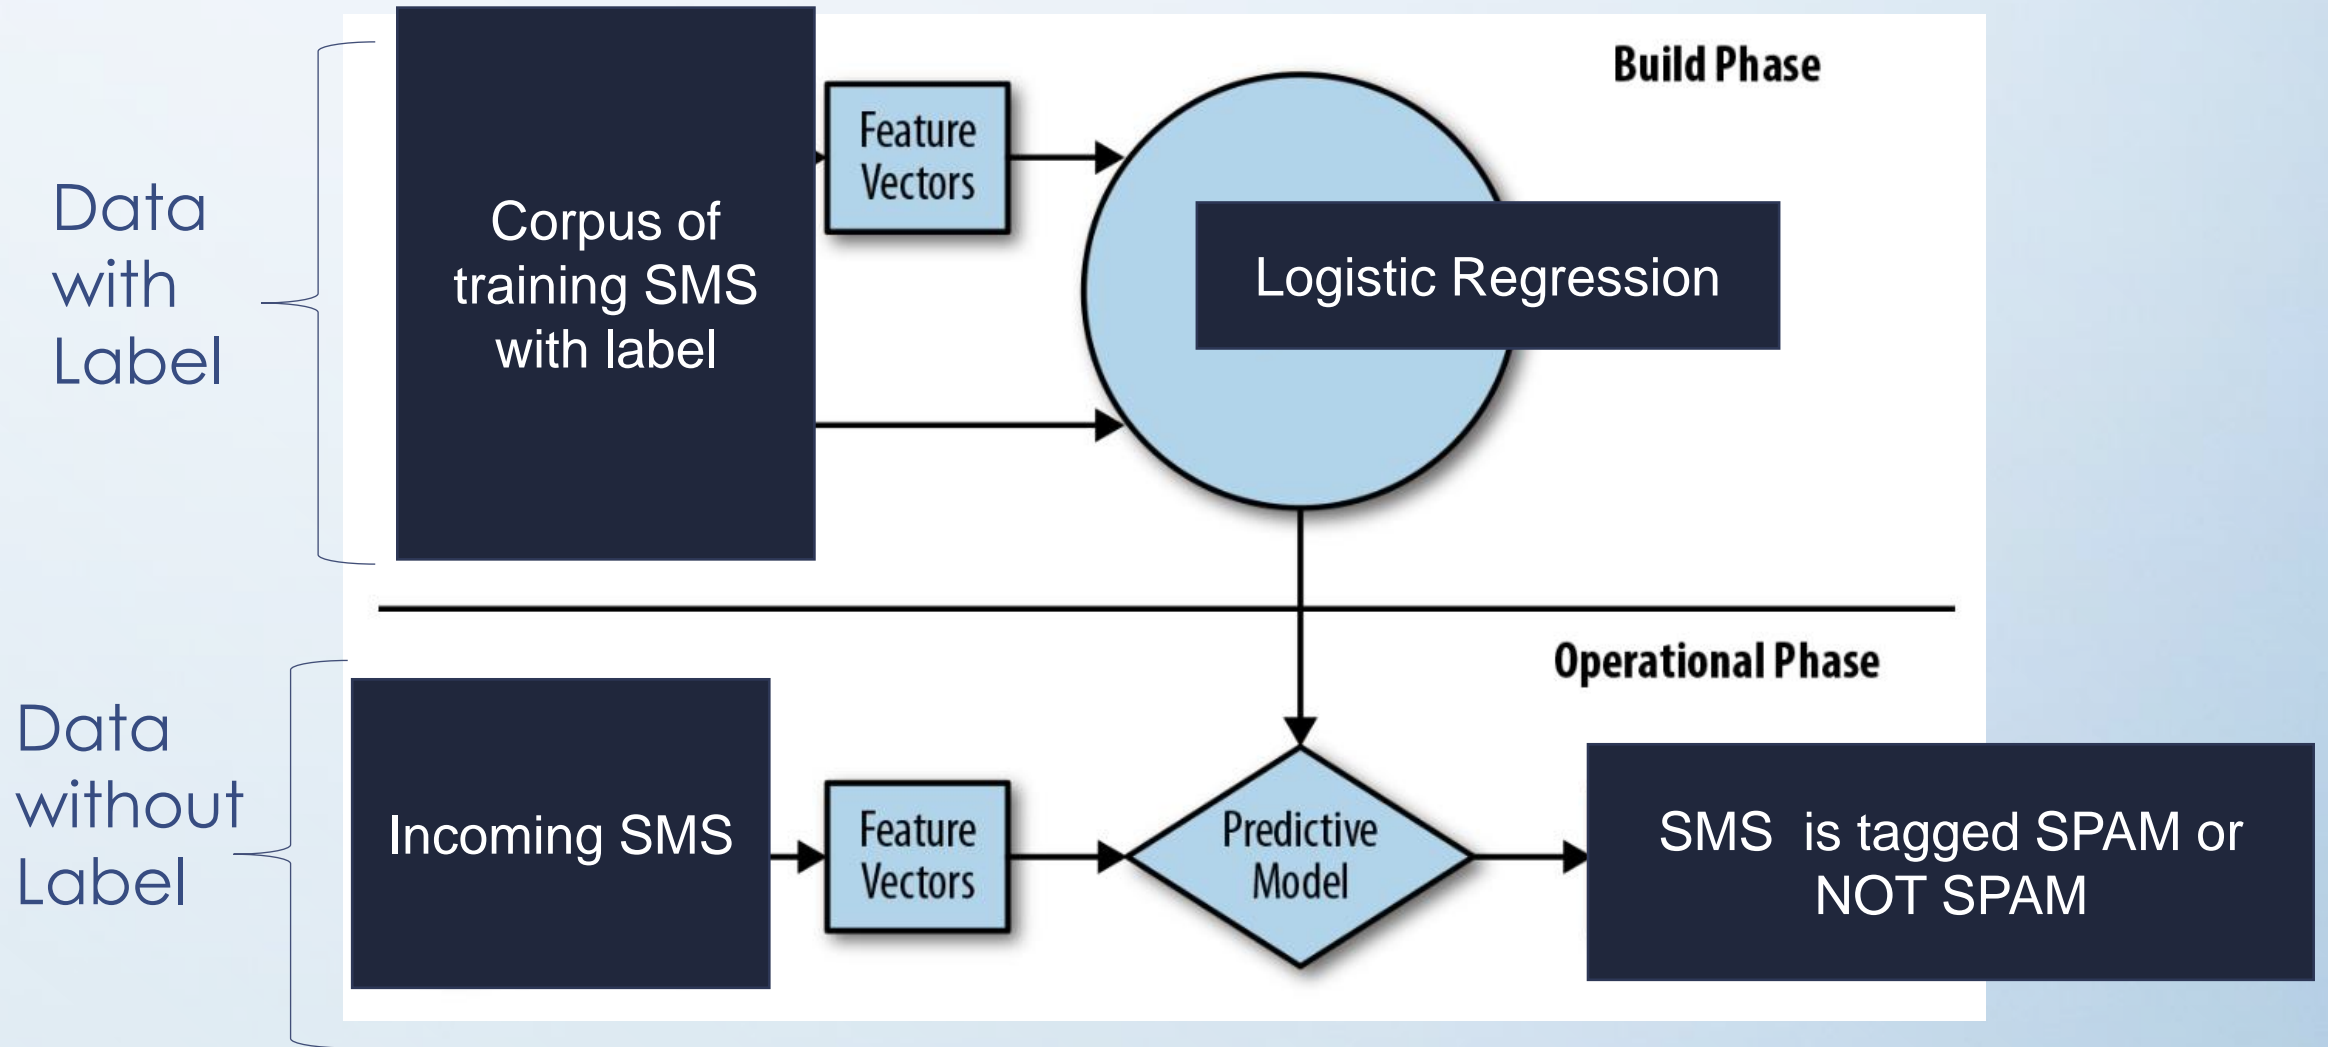 Build Phase
Data
with
Label
Corpus of
training SMS
with label
Feature
Vectors
Logistic Regression
Operational Phase
Data
without
Label
Incoming SMS
Feature
Vectors
Predictive
Model
SMS  is tagged SPAM or
NOT SPAM